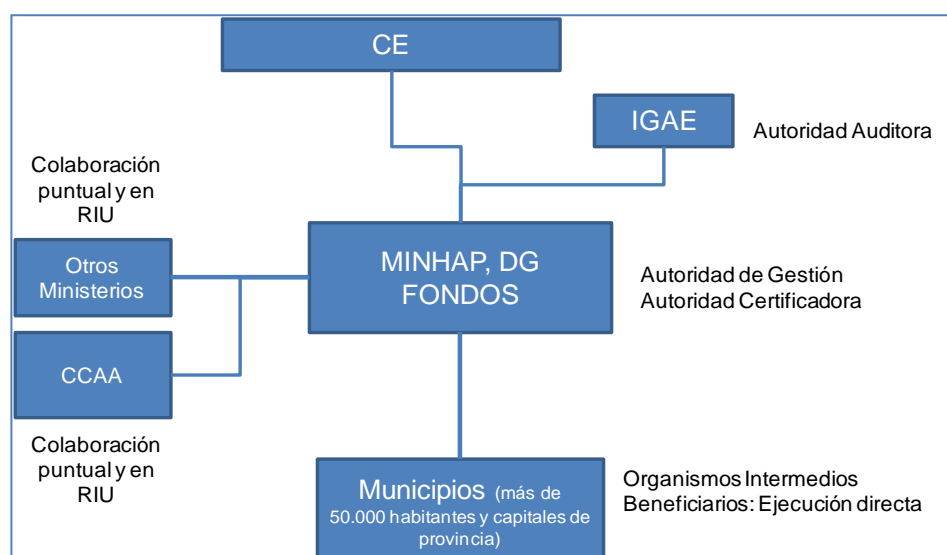 CE
IGAE
Autoridad Auditora
Colaboración
puntual y en
RIU
Otros
Ministerios
MINHAP, DG
FONDOS
Autoridad de Gestión
Autoridad Certificadora
CCAA
Colaboración
puntual y en
RIU
Municipios (más de
50.000 habitantes y capitales de
provincia)
Organismos Intermedios
Beneficiarios: Ejecución directa